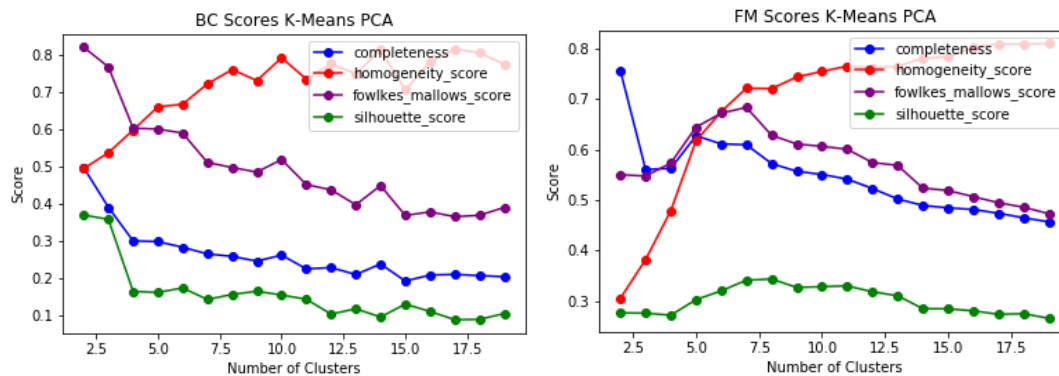 BC Scores K-Means PCA
completeness
homogeneity_score
fowlkes_mallows_score
silhouette_score
Score
0.8
0.7
0.6
0.5
0.4
0.3
0.2
0.1
2.5 5.0 7.5 10.0 12.5 15.0 17.5
Number of Clusters
FM Scores K-Means PCA
completeness
homogeneity_score
fowlkes_mallows_score
silhouette_score
Score
0.8
0.7
0.6
0.5
0.4
0.3
2.5 5.0 7.5 10.0 12.5 15.0 17.5
Number of Clusters